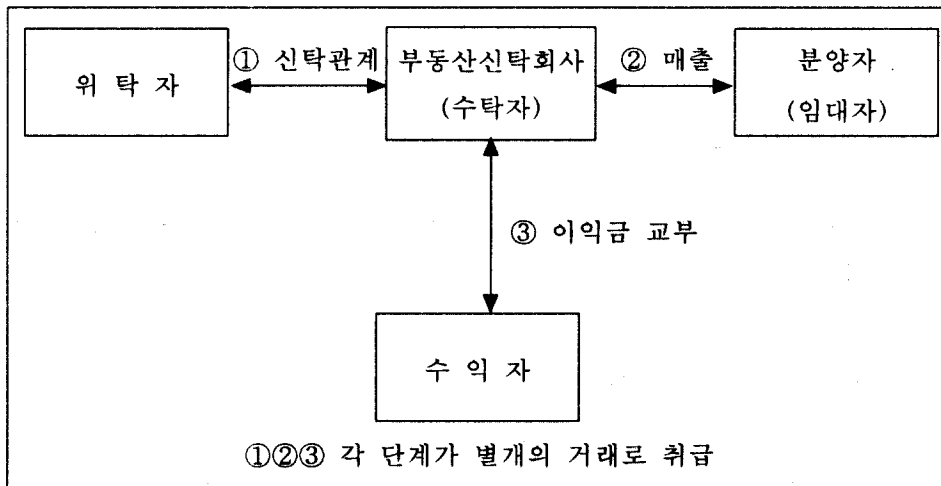 위 탁 자
① 신탁관계
부동산신탁회사
(수탁자)
② 매출
분양자
(임대자)
③ 이익금 교부
수 익 자
①②③ 각 단계가 별개의 거래로 취급